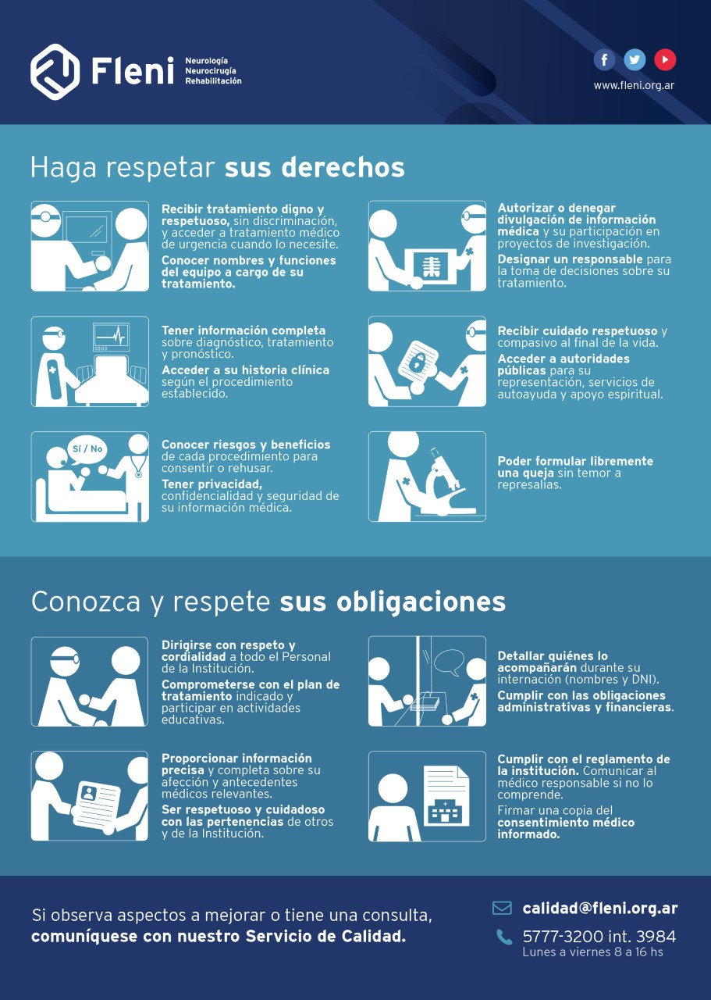 Fleni
Neurología
Neurocirugía
Rehabilitación
www.fleni.org.ar
Haga respetar sus derechos
Recibir tratamiento digno y
respetuoso, sin discriminación,
y acceder a tratamiento médico
de urgencia cuando lo necesite.
Conocer nombres y funciones
del equipo a cargo de su
tratamiento.
Autorizar o denegar
divulgación de información
médica y su participación en
proyectos de investigación.
Designar un responsable para
la toma de decisiones sobre su
tratamiento.
Tener información completa
sobre diagnóstico, tratamiento
y pronóstico.
Acceder a su historia clínica
según el procedimiento
establecido.
Recibir cuidado respetuoso y
compasivo al final de la vida.
Acceder a autoridades
públicas para su
representación, servicios de
autoayuda y apoyo espiritual.
Sí / No
Conocer riesgos y beneficios
de cada procedimiento para
consentir o rehusar.
Tener privacidad,
confidencialidad y seguridad de
su información médica.
Poder formular libremente
una queja sin temor a
represalias.
Conozca y respete sus obligaciones
Dirigirse con respeto y
cordialidad a todo el Personal
de la Institución.
Comprometerse con el plan de
tratamiento indicado y
participar en actividades
educativas.
Detallar quiénes lo
acompañarán durante su
internación (nombres y DNI).
Cumplir con las obligaciones
administrativas y financieras.
Proporcionar información
precisa y completa sobre su
afección y antecedentes
médicos relevantes.
Ser respetuoso y cuidadoso
con las pertenencias de otros
y de la Institución.
Cumplir con el reglamento de
la institución. Comunicar al
médico responsable si no lo
comprende.
Firmar una copia del
consentimiento médico
informado.
Si observa aspectos a mejorar o tiene una consulta,
comuníquese con nuestro Servicio de Calidad.
calidad@fleni.org.ar
5777-3200 int. 3984
Lunes a viernes 8 a 16 hs